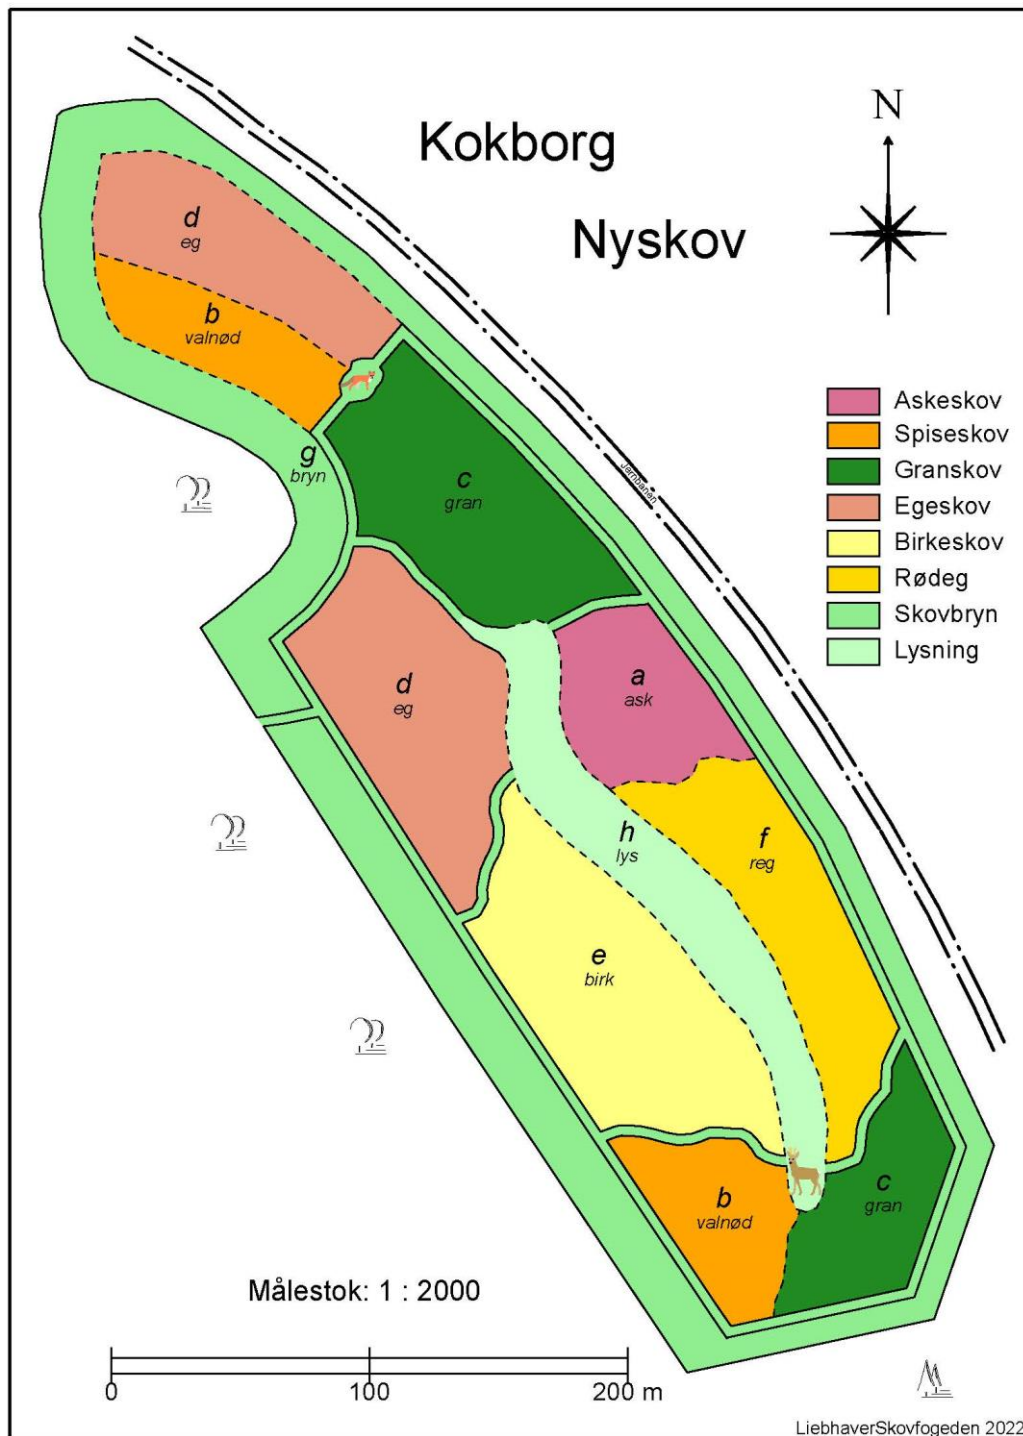 Kokborg
Nyskov
N
d
eg
b
valnød
g
bryn
c
gran
Jernbanen
Askeskov
Spiseskov
Granskov
Egeskov
Birkeskov
Rødeg
Skovbryn
Lysning
d
eg
a
ask
h
lys
f
reg
e
birk
b
valnød
c
gran
Målestok: 1 : 2000
0 100 200 m
LiebhaverSkovfogeden 2022